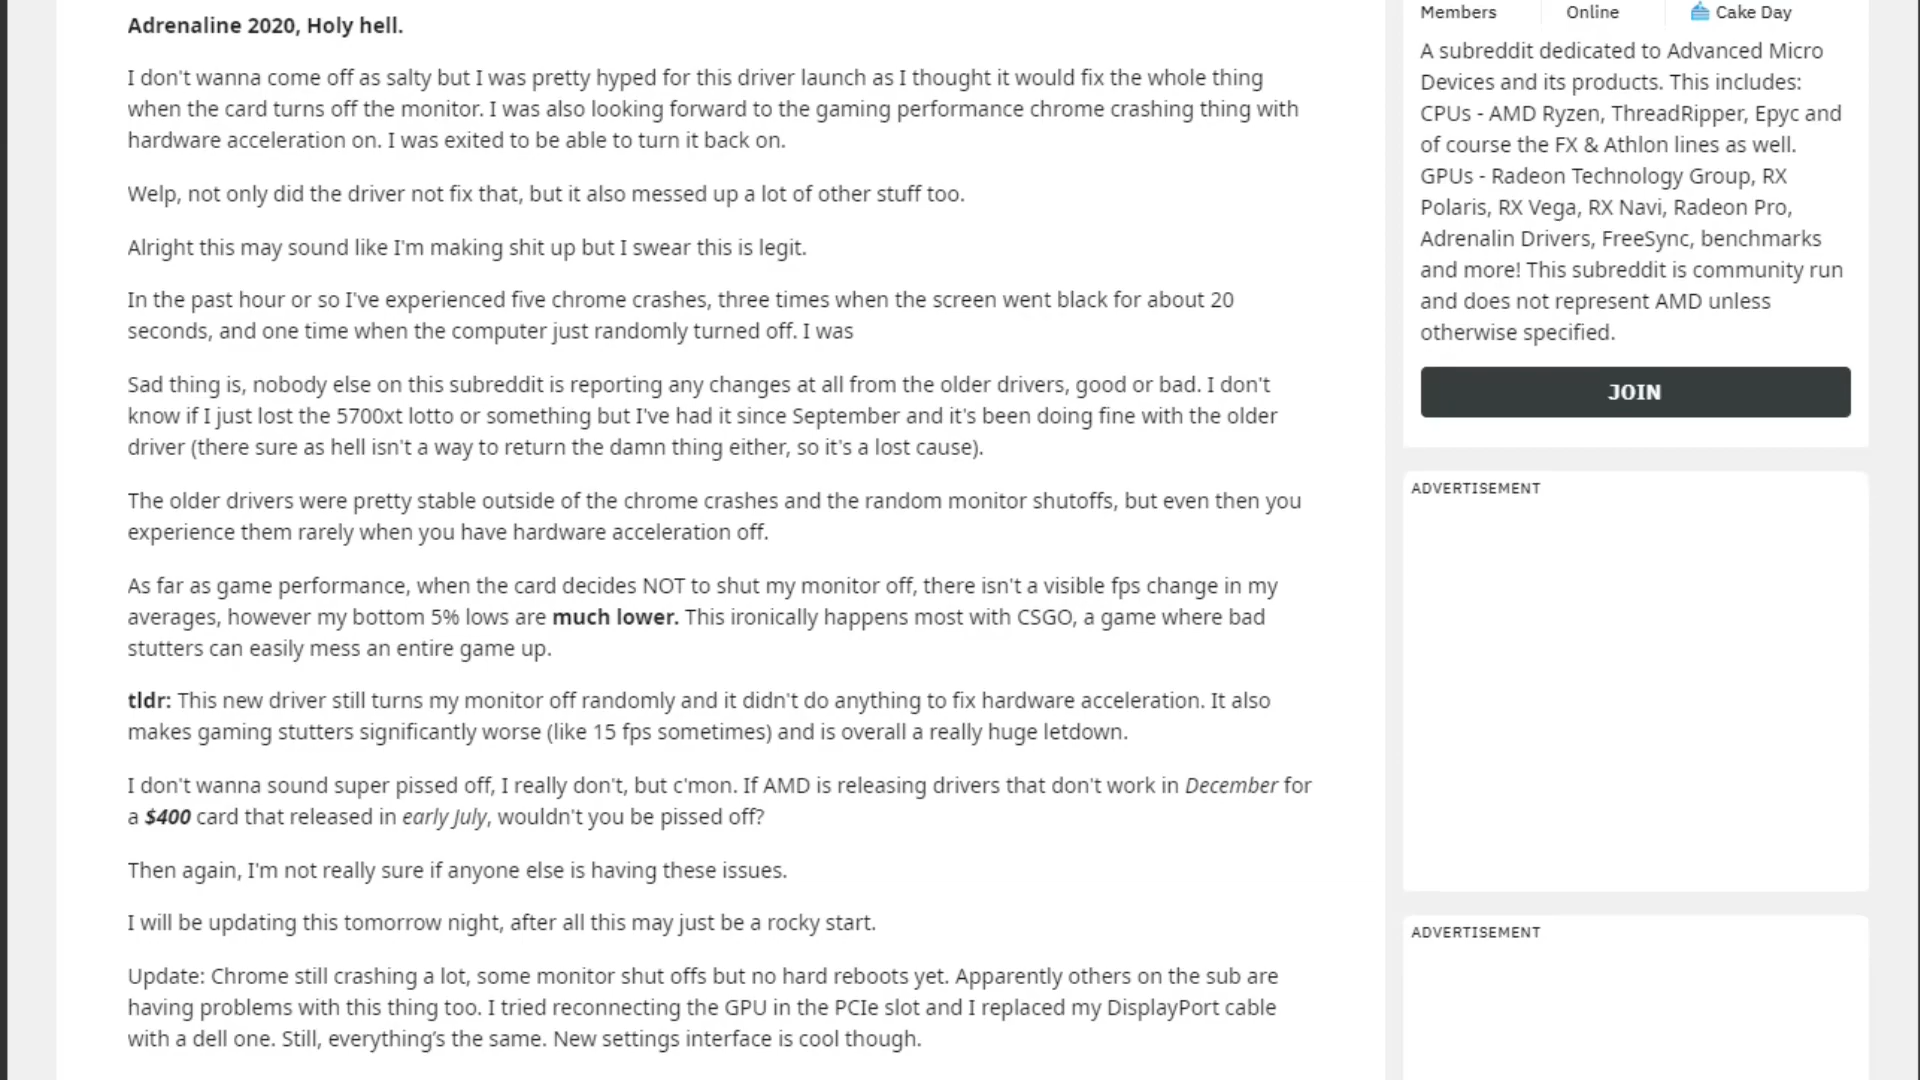 Adrenaline 2020, Holy hell.
I don't wanna come off as salty but I was pretty hyped for this driver launch as I thought it would fix the whole thing
when the card turns off the monitor. I was also looking forward to the gaming performance chrome crashing thing with
hardware acceleration on. I was exited to be able to turn it back on.
Welp, not only did the driver not fix that, but it also messed up a lot of other stuff too.
Alright this may sound like I'm making shit up but I swear this is legit.
In the past hour or so I've experienced five chrome crashes, three times when the screen went black for about 20
seconds, and one time when the computer just randomly turned off. I was
Sad thing is, nobody else on this subreddit is reporting any changes at all from the older drivers, good or bad. I don't
know if I just lost the 5700xt lotto or something but I've had it since September and it's been doing fine with the older
driver (there sure as hell isn't a way to return the damn thing either, so it's a lost cause).
The older drivers were pretty stable outside of the chrome crashes and the random monitor shutoffs, but even then you
experience them rarely when you have hardware acceleration off.
As far as game performance, when the card decides NOT to shut my monitor off, there isn't a visible fps change in my
averages, however my bottom 5% lows are much lower. This ironically happens most with CSGO, a game where bad
stutters can easily mess an entire game up.
tldr: This new driver still turns my monitor off randomly and it didn't do anything to fix hardware acceleration. It also
makes gaming stutters significantly worse (like 15 fps sometimes) and is overall a really huge letdown.
I don't wanna sound super pissed off, I really don't, but c'mon. If AMD is releasing drivers that don't work in December for
a $400 card that released in early July, wouldn't you be pissed off?
Then again, I'm not really sure if anyone else is having these issues.
I will be updating this tomorrow night, after all this may just be a rocky start.
Update: Chrome still crashing a lot, some monitor shut offs but no hard reboots yet. Apparently others on the sub are
having problems with this thing too. I tried reconnecting the GPU in the PCIe slot and I replaced my DisplayPort cable
with a dell one. Still, everything’s the same. New settings interface is cool though.
Members Online Cake Day
A subreddit dedicated to Advanced Micro
Devices and its products. This includes:
CPUs - AMD Ryzen, ThreadRipper, Epyc and
of course the FX & Athlon lines as well.
GPUs - Radeon Technology Group, RX
Polaris, RX Vega, RX Navi, Radeon Pro,
Adrenalin Drivers, FreeSync, benchmarks
and more! This subreddit is community run
and does not represent AMD unless
otherwise specified.
JOIN
ADVERTISEMENT
ADVERTISEMENT